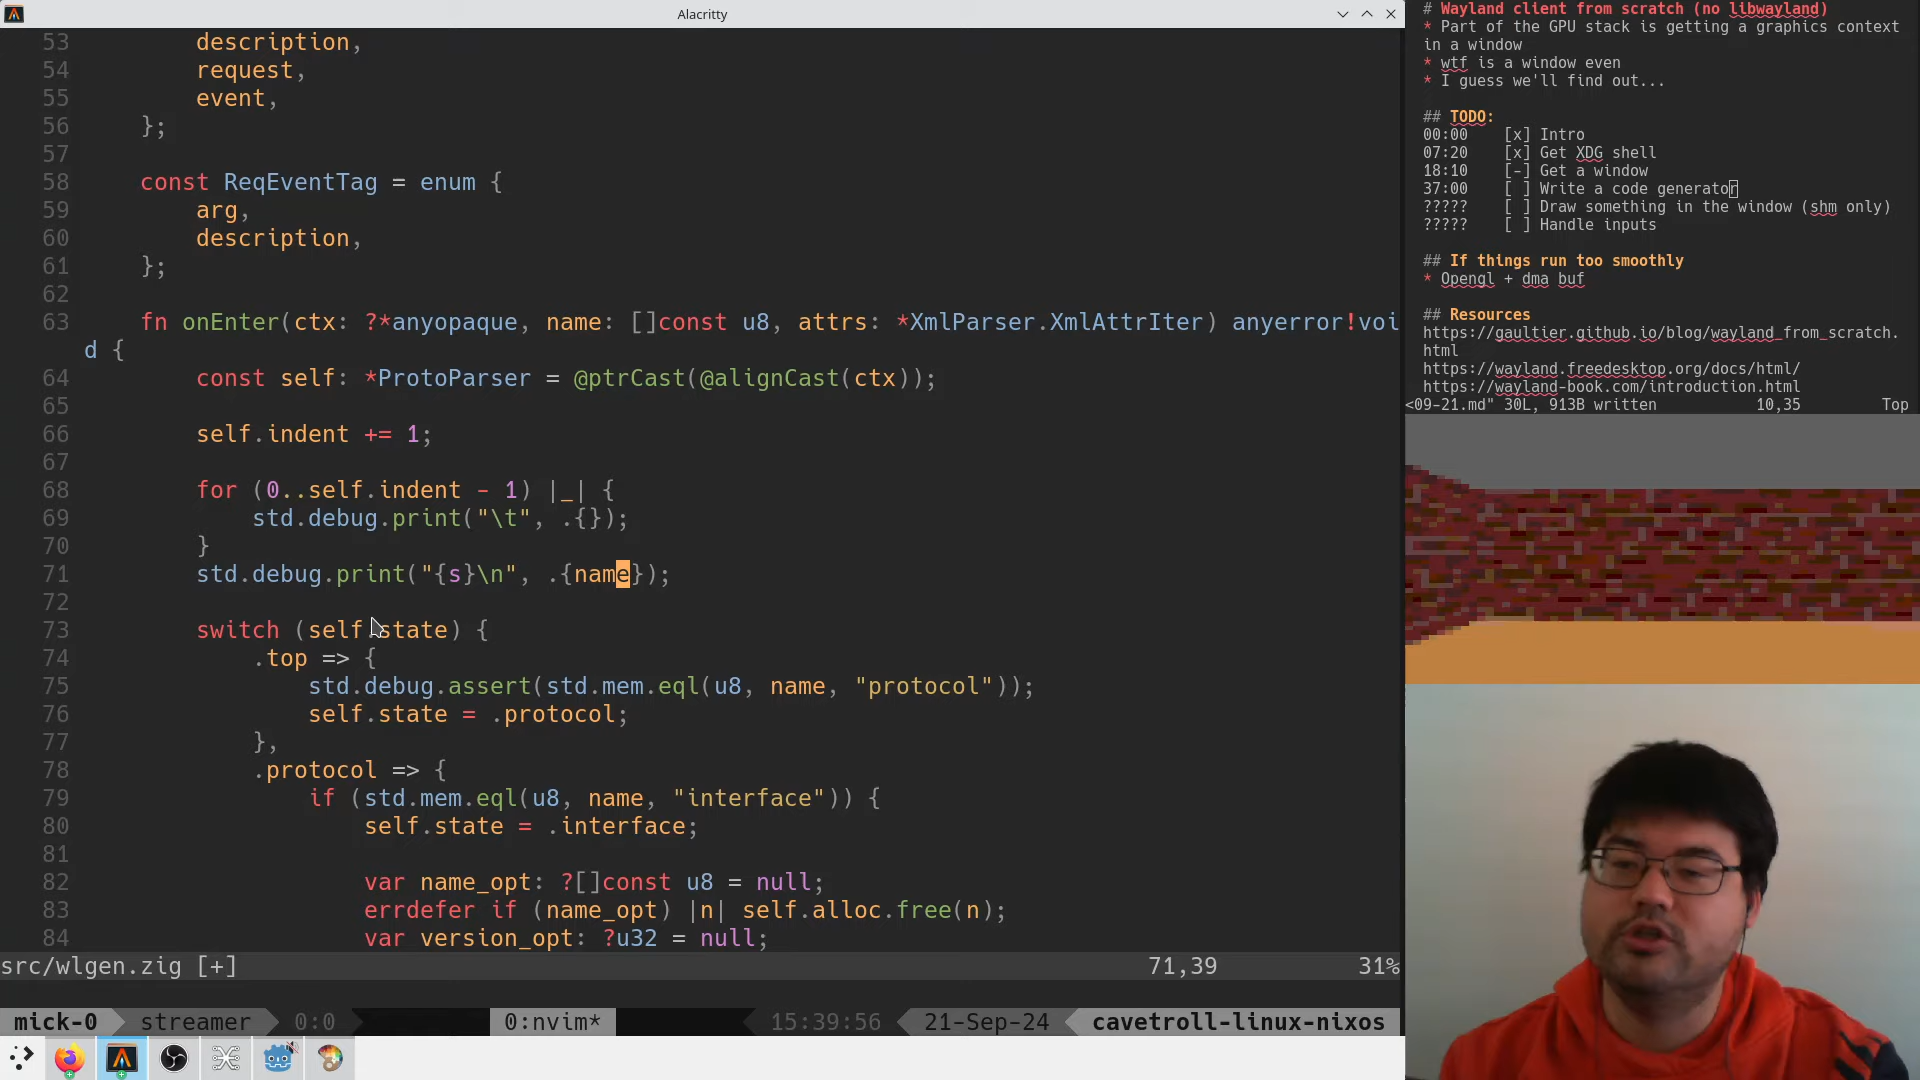 Alacritty
53 description,
54 request,
55 event,
56 };
57
58 const ReqEventTag = enum {
59 arg,
60 description,
61 };
62
63 fn onEnter(ctx: ?*anyopaque, name: []const u8, attrs: *XmlParser.XmlAttrIter) anyerror!voi
d {
64 const self: *ProtoParser = @ptrCast(@alignCast(ctx));
65
66 self.indent += 1;
67
68 for (0..self.indent - 1) |_| {
69 std.debug.print("\t", .{});
70 }
71 std.debug.print("{s}\n", .{name});
72
73 switch (self.state) {
74 .top => {
75 std.debug.assert(std.mem.eql(u8, name, "protocol"));
76 self.state = .protocol;
77 },
78 .protocol => {
79 if (std.mem.eql(u8, name, "interface")) {
80 self.state = .interface;
81
82 var name_opt: ?[]const u8 = null;
83 errdefer if (name_opt) |n| self.alloc.free(n);
84 var version_opt: ?u32 = null;
src/wlgen.zig [+] 71,39 31%
mick-0 streamer 0:0 0:nvim* 15:39:56 21-Sep-24 cavetroll-linux-nixos
# Wayland client from scratch (no libwayland)
* Part of the GPU stack is getting a graphics context
in a window
* wtf is a window even
* I guess we'll find out...
## TODO:
00:00 [x] Intro
07:20 [x] Get XDG shell
18:10 [-] Get a window
37:00 [ ] Write a code generator
????? [ ] Draw something in the window (shm only)
????? [ ] Handle inputs
## If things run too smoothly
* Opengl + dma buf
## Resources
https://gaultier.github.io/blog/wayland_from_scratch.
html
https://wayland.freedesktop.org/docs/html/
https://wayland-book.com/introduction.html
<09-21.md" 30L, 913B written 10,35 Top